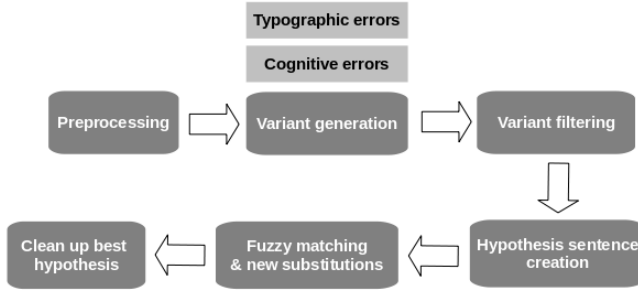 Typographic errors
Cognitive errors
Preprocessing
Variant generation
Variant filtering
Hypothesis sentence
creation
Fuzzy matching
& new substitutions
Clean up best
hypothesis